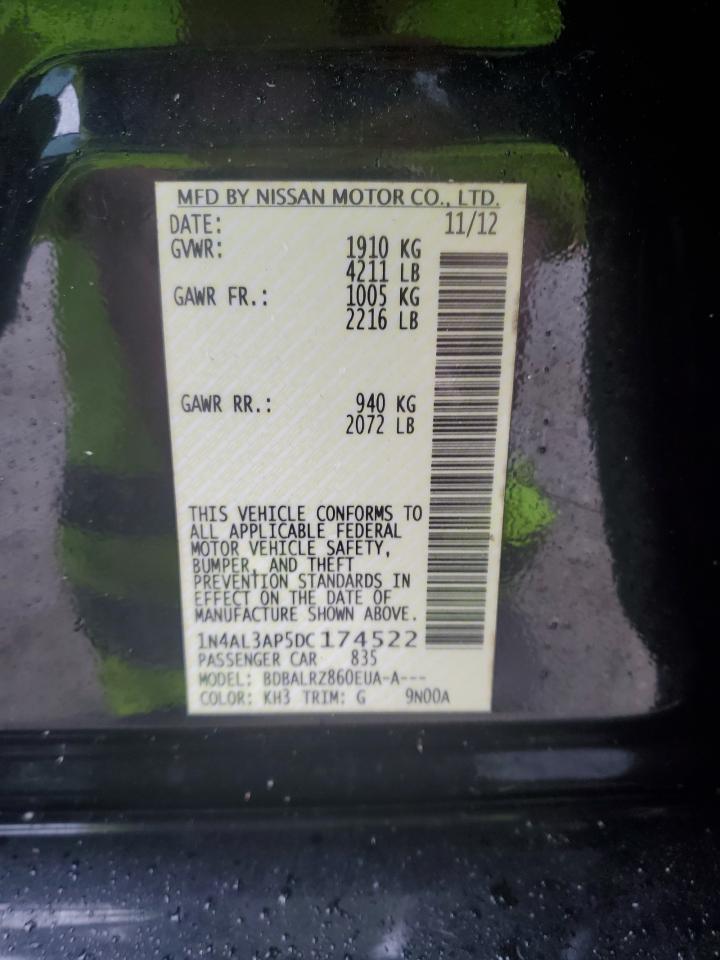 MFD BY NISSAN MOTOR CO., LTD.
DATE: 11/12
GVWR: 1910 KG
4211 LB
GAWR FR.: 1005 KG
2216 LB
GAWR RR.: 940 KG
2072 LB
THIS VEHICLE CONFORMS TO
ALL APPLICABLE FEDERAL
MOTOR VEHICLE SAFETY,
BUMPER, AND THEFT
PREVENTION STANDARDS IN
EFFECT ON THE DATE OF
MANUFACTURE SHOWN ABOVE.
1N4AL3AP5DC174522
PASSENGER CAR 835
MODEL: BDBALRZ860EUA-A---
COLOR: KH3 TRIM: G 9N00A